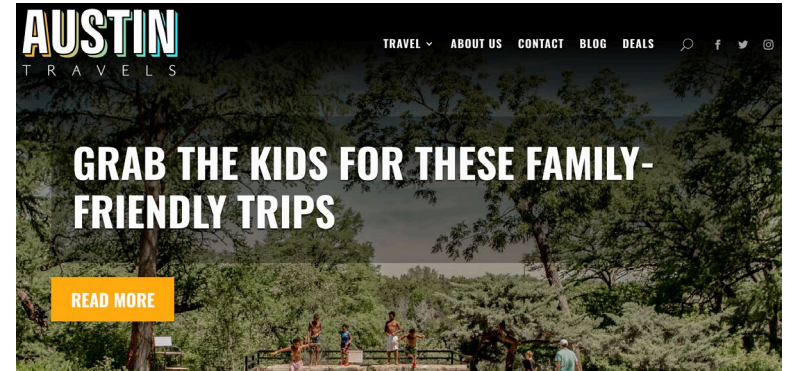 AUSTIN
TRAVELS
TRAVEL
ABOUT US
CONTACT
BLOG
DEALS
GRAB THE KIDS FOR THESE FAMILY-
FRIENDLY TRIPS
READ MORE